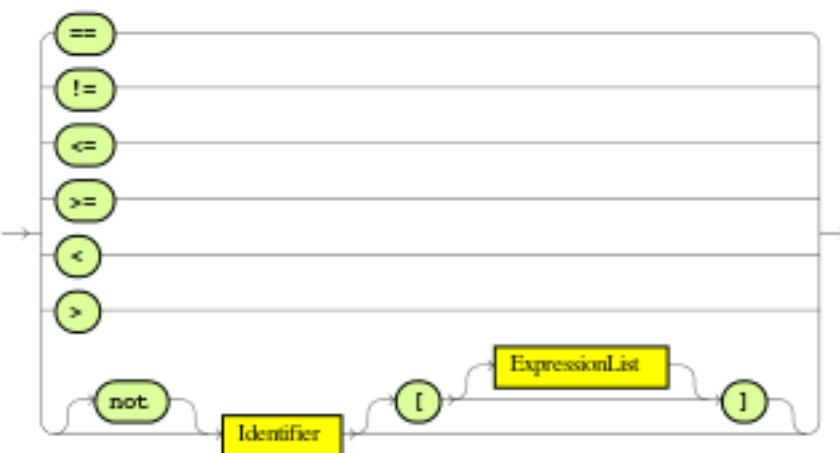 ==
!=
<=
>=
<
>
ExpressionList
not [ ]
Identifier